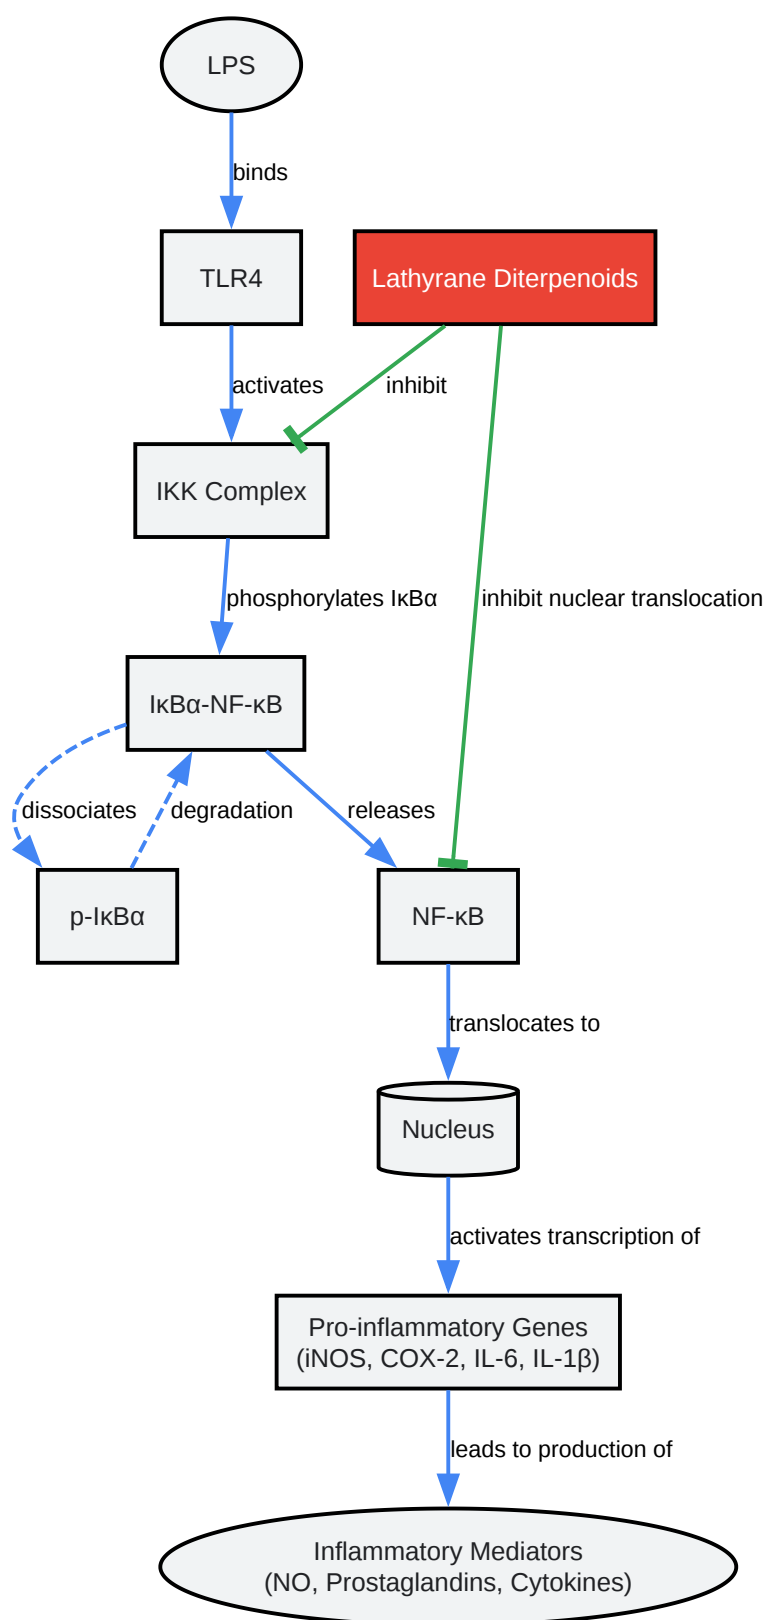 LPS
binds
TLR4
Lathyrane Diterpenoids
activates
inhibit
IKK Complex
phosphorylates IκBα
inhibit nuclear translocation
IκBα-NF-κB
dissociates
degradation
releases
p-IκBα
NF-κB
translocates to
Nucleus
activates transcription of
Pro-inflammatory Genes
(iNOS, COX-2, IL-6, IL-1β)
leads to production of
Inflammatory Mediators
(NO, Prostaglandins, Cytokines)